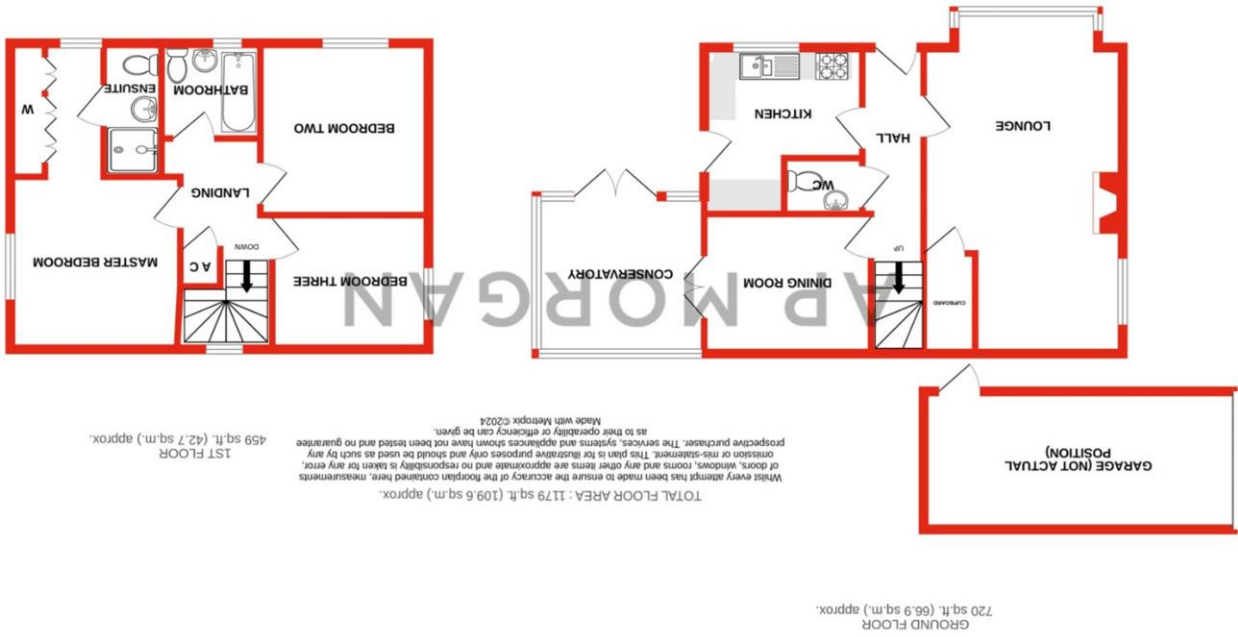 GROUND FLOOR
720 sq.ft. (66.9 sq.m.) approx.
GARAGE (NOT ACTUAL
POSITION)
1ST FLOOR
459 sq.ft. (42.7 sq.m.) approx.
CUPBOARD
UP
LOUNGE
HALL
DINING ROOM
CONSERVATORY
WC
KITCHEN
BEDROOM THREE
DOWN
A C
MASTER BEDROOM
LANDING
BEDROOM TWO
BATHROOM
ENSUITE
W
AP MORGAN
TOTAL FLOOR AREA : 1179 sq.ft. (109.6 sq.m.) approx.
Whilst every attempt has been made to ensure the accuracy of the floorplan contained here, measurements
of doors, windows, rooms and any other items are approximate and no responsibility is taken for any error,
omission or mis-statement. This plan is for illustrative purposes only and should be used as such by any
prospective purchaser. The services, systems and appliances shown have not been tested and no guarantee
as to their operability or efficiency can be given.
Made with Metropix ©2024